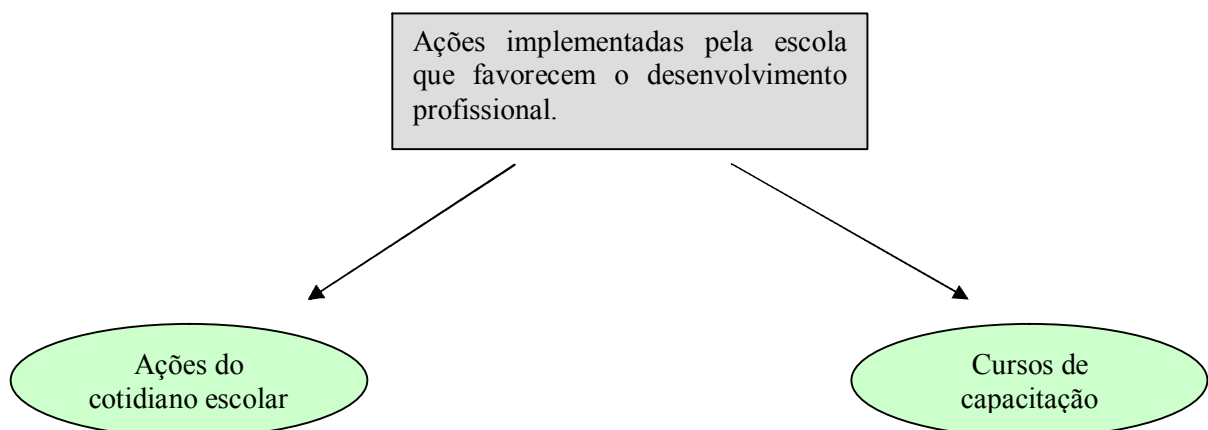 Ações implementadas pela escola
que favorecem o desenvolvimento
profissional.
Ações do
cotidiano escolar
Cursos de
capacitação